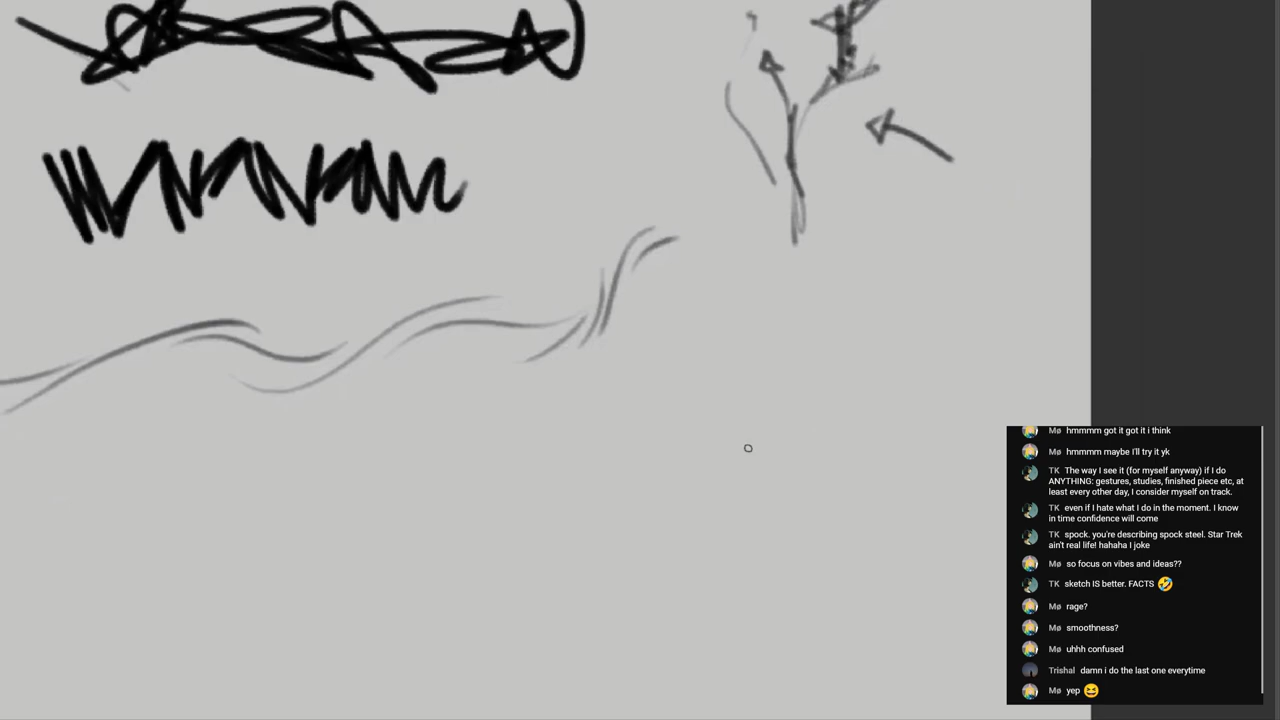 Mø hmmmm got it got it i think
Mø hmmmm maybe I'll try it yk
TK The way I see it (for myself anyway) if I do
ANYTHING: gestures, studies, finished piece etc, at
least every other day, I consider myself on track.
TK even if I hate what I do in the moment. I know
in time confidence will come
TK spock. you're describing spock steel. Star Trek
ain't real life! hahaha I joke
Mø so focus on vibes and ideas??
TK sketch IS better. FACTS 🤣
Mø rage?
Mø smoothness?
Mø uhhh confused
Trishal damn i do the last one everytime
Mø yep 😆